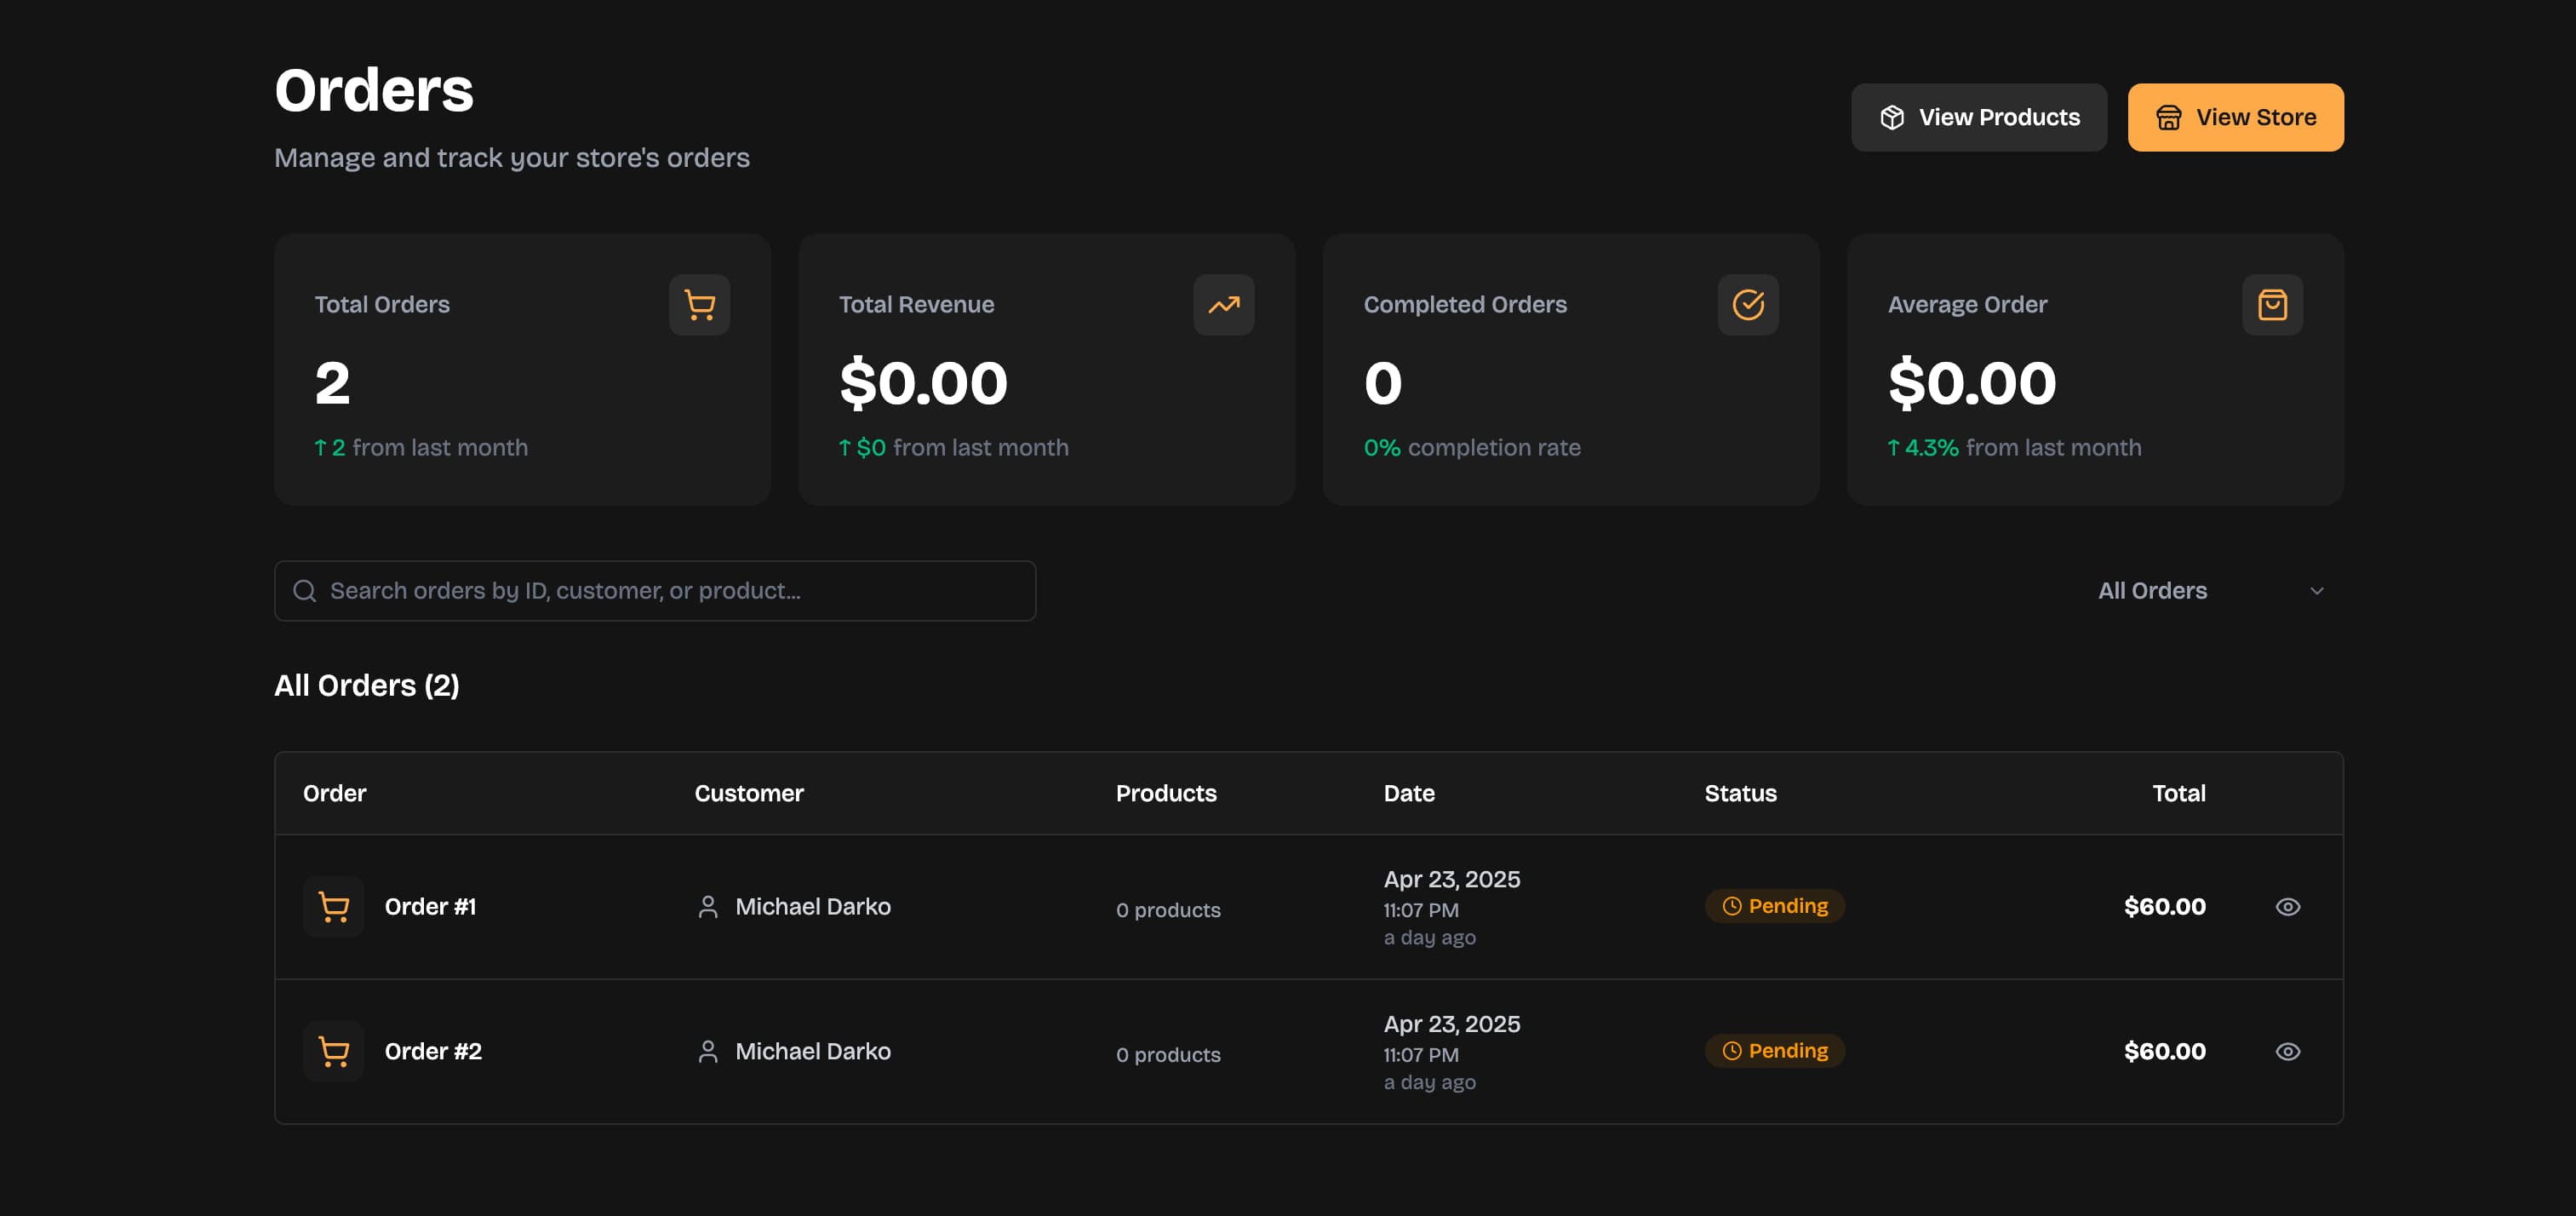 Orders
Manage and track your store's orders
View Products
View Store
Total Orders
2
↑ 2 from last month
Total Revenue
$0.00
↑ $0 from last month
Completed Orders
0
0% completion rate
Average Order
$0.00
↑ 4.3% from last month
Search orders by ID, customer, or product...
All Orders
All Orders (2)
Order Customer Products Date Status Total
Order #1 Michael Darko 0 products Apr 23, 2025 Pending $60.00
11:07 PM
a day ago
Order #2 Michael Darko 0 products Apr 23, 2025 Pending $60.00
11:07 PM
a day ago